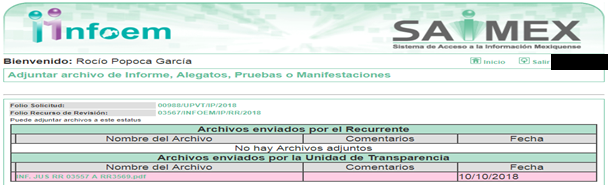 infoem
SAIMEX
Sistema de Acceso a la Información Mexiquense
Bienvenido: Rocío Popoca García
Inicio Salir
Adjuntar archivo de Informe, Alegatos, Pruebas o Manifestaciones
Folio Solicitud: 00988/UPVT/IP/2018
Folio Recurso de Revisión: 03567/INFOEM/IP/RR/2018
Puede adjuntar archivos a este estatus
Archivos enviados por el Recurrente
Nombre del Archivo Comentarios Fecha
No hay Archivos adjuntos
Archivos enviados por la Unidad de Transparencia
Nombre del Archivo Comentarios Fecha
INF. JUS RR 03557 A RR3569.pdf 10/10/2018